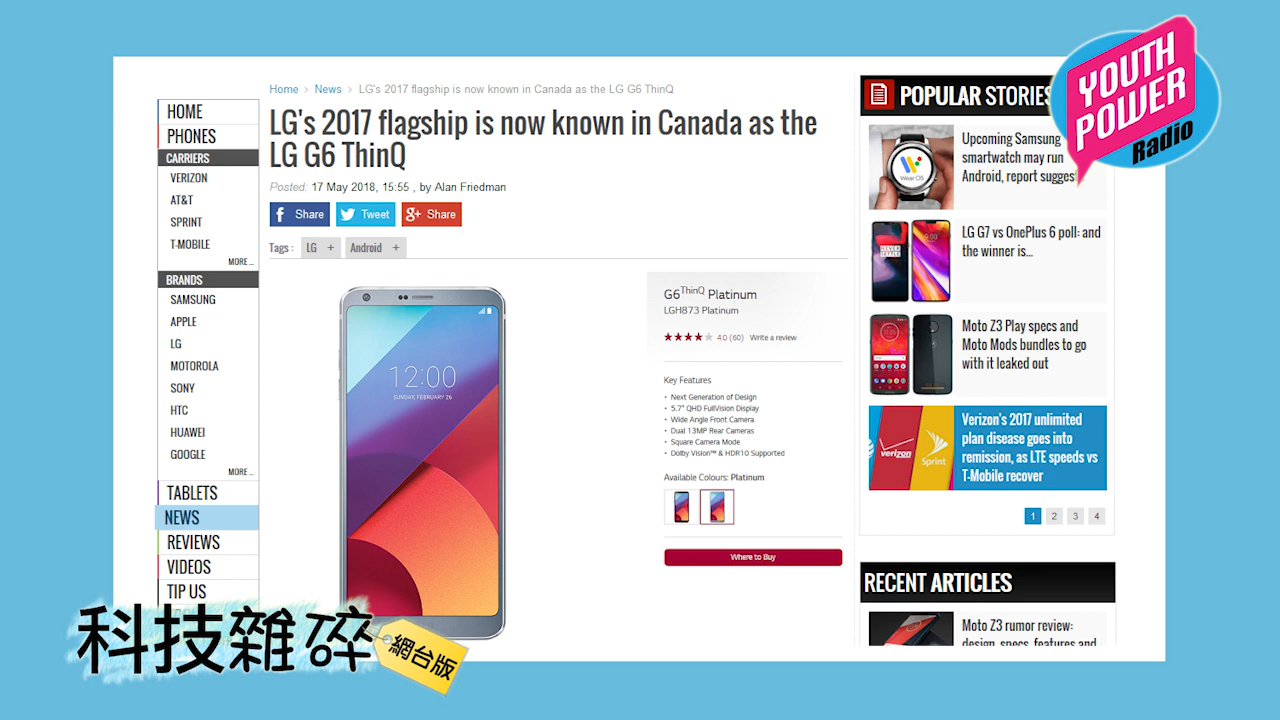 Home > News > LG's 2017 flagship is now known in Canada as the LG G6 ThinQ
LG's 2017 flagship is now known in Canada as the
LG G6 ThinQ
Posted: 17 May 2018, 15:55 , by Alan Friedman
Share
Tweet
Share
Tags : LG + Android +
HOME
PHONES
CARRIERS
VERIZON
AT&T
SPRINT
T-MOBILE
MORE ...
BRANDS
SAMSUNG
APPLE
LG
MOTOROLA
SONY
HTC
HUAWEI
GOOGLE
MORE ...
TABLETS
NEWS
REVIEWS
VIDEOS
TIP US
12:00
SUNDAY, FEBRUARY 26
G6ThinQ Platinum
LGH873 Platinum
4.0 (60) Write a review
Key Features
• Next Generation of Design
• 5.7" QHD FullVision Display
• Wide Angle Front Camera
• Dual 13MP Rear Cameras
• Square Camera Mode
• Dolby Vision™ & HDR10 Supported
Available Colours: Platinum
Where to Buy
POPULAR STORIES
Wear OS
Upcoming Samsung
smartwatch may run
Android, report sugges
LG G7 vs OnePlus 6 poll: and
the winner is...
Moto Z3 Play specs and
Moto Mods bundles to go
with it leaked out
verizon
Sprint
Verizon's 2017 unlimited
plan disease goes into
remission, as LTE speeds vs
T-Mobile recover
1 2 3 4
RECENT ARTICLES
Moto Z3 rumor review:
design, specs, features and
YOUTH
POWER
Radio
科技雜碎
網台版